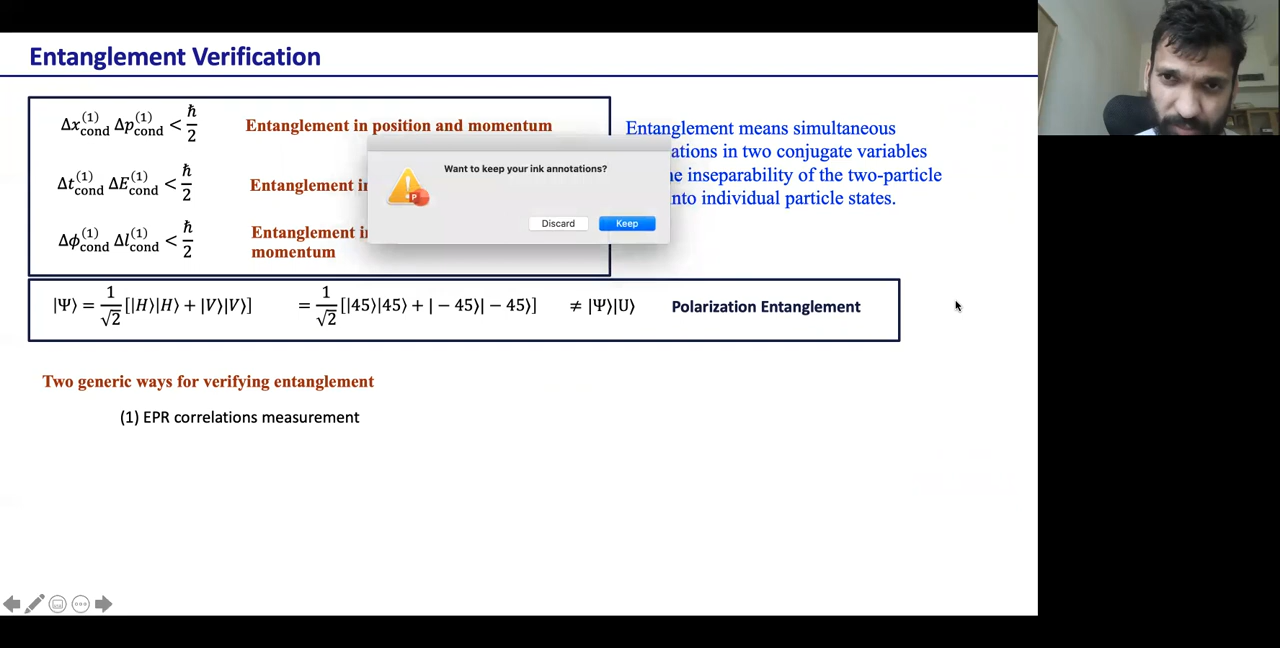 Entanglement Verification
Δx_cond^(1) Δp_cond^(1) < ℏ/2
Entanglement in position and momentum
Δt_cond^(1) ΔE_cond^(1) < ℏ/2
Entanglement i
Δϕ_cond^(1) Δl_cond^(1) < ℏ/2
Entanglement i
momentum
Entanglement means simultaneous
ations in two conjugate variables
e inseparability of the two-particle
nto individual particle states.
Want to keep your ink annotations?
Discard
Keep
|Ψ⟩ = 1/√2 [|H⟩|H⟩ + |V⟩|V⟩] = 1/√2 [|45⟩|45⟩ + | − 45⟩| − 45⟩] ≠ |Ψ⟩|U⟩ Polarization Entanglement
Two generic ways for verifying entanglement
(1) EPR correlations measurement